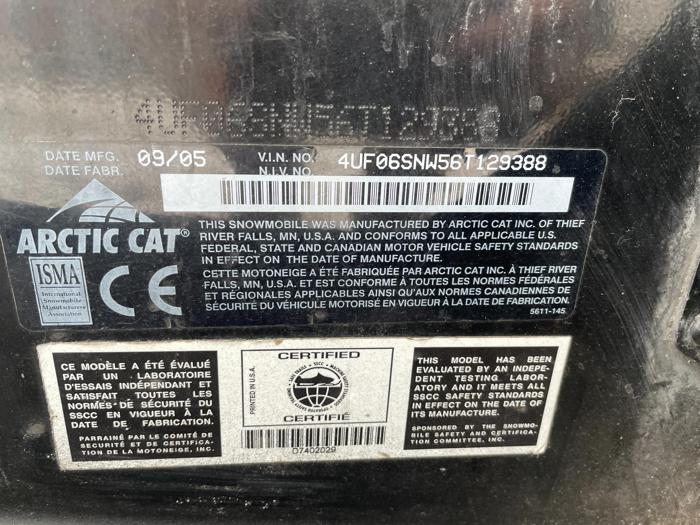 4UF06SNW56T129388
DATE MFG. 09/05 V.I.N. NO. 4UF06SNW56T129388
DATE FABR. N.I.V. NO.
ARCTIC CAT®
THIS SNOWMOBILE WAS MANUFACTURED BY ARCTIC CAT INC. OF THIEF
RIVER FALLS, MN, U.S.A. AND CONFORMS TO ALL APPLICABLE U.S.
FEDERAL, STATE AND CANADIAN MOTOR VEHICLE SAFETY STANDARDS
IN EFFECT ON THE DATE OF MANUFACTURE.
CETTE MOTONEIGE A ÉTÉ FABRIQUÉE PAR ARCTIC CAT INC. À THIEF RIVER
FALLS, MN, U.S.A. ET EST CONFORME À TOUTES LES NORMES FÉDÉRALES
ET RÉGIONALES APPLICABLES AINSI QU'AUX NORMES CANADIENNES DE
SÉCURITÉ DU VÉHICULE MOTORISÉ EN VIGUEUR À LA DATE DE FABRICATION.
5611-145
ISMA
International
Snowmobile
Manufacturers
Association
CE
CE MODÈLE A ÉTÉ ÉVALUÉ
PAR UN LABORATOIRE
D'ESSAIS INDÉPENDANT ET
SATISFAIT TOUTES LES
NORMES DE SÉCURITÉ DU
SSCC EN VIGUEUR À LA
DATE DE FABRICATION.
PARRAINÉ PAR LE COMITÉ DE
SÉCURITÉ ET DE CERTIFICATION
DE LA MOTONEIGE, INC.
PRINTED IN U.S.A.
CERTIFIED
SSCC
CERTIFIÉ
07402029
THIS MODEL HAS BEEN
EVALUATED BY AN INDEPEN-
DENT TESTING LABOR-
ATORY AND IT MEETS ALL
SSCC SAFETY STANDARDS
IN EFFECT ON THE DATE OF
ITS MANUFACTURE.
SPONSORED BY THE SNOWMO-
BILE SAFETY AND CERTIFICA-
TION COMMITTEE, INC.